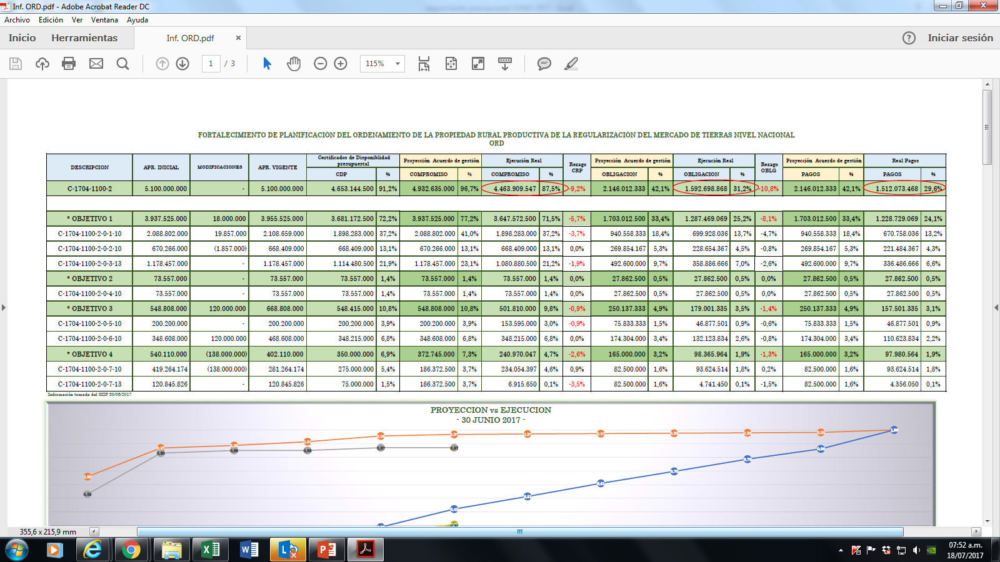 Inf. ORD.pdf - Adobe Acrobat Reader DC
Archivo Edición Ver Ventana Ayuda
Inicio Herramientas Inf. ORD.pdf × ? Iniciar sesión
1 / 3 115%
FORTALECIMIENTO DE PLANIFICACIÓN DEL ORDENAMIENTO DE LA PROPIEDAD RURAL PRODUCTIVA DE LA REGULARIZACIÓN DEL MERCADO DE TIERRAS NIVEL NACIONAL
ORD
DESCRIPCION APR. INICIAL MODIFICACIONES APR. VIGENTE Certificados de Disponiblidad presupuestal Proyección Acuerdo de gestión Ejecución Real Rezago CRP Proyección Acuerdo de gestión Ejecución Real Rezago OBLG Proyección Acuerdo de gestión Real Pagos
CDP % COMPROMISO % COMPROMISO % OBLIGACION % OBLIGACION % PAGOS % PAGOS %
C-1704-1100-2 5.100.000.000 - 5.100.000.000 4.653.144.500 91,2% 4.932.635.000 96,7% 4.463.909.547 87,5% -9,2% 2.146.012.333 42,1% 1.592.698.868 31,2% -10,8% 2.146.012.333 42,1% 1.512.073.468 29,6%
* OBJETIVO 1 3.937.525.000 18.000.000 3.955.525.000 3.681.172.500 72,2% 3.937.525.000 77,2% 3.647.572.500 71,5% -5,7% 1.703.012.500 33,4% 1.287.469.069 25,2% -8,1% 1.703.012.500 33,4% 1.228.729.069 24,1%
C-1704-1100-2-0-1-10 2.088.802.000 19.857.000 2.108.659.000 1.898.283.000 37,2% 2.088.802.000 41,0% 1.898.283.000 37,2% -3,7% 940.558.333 18,4% 699.928.036 13,7% -4,7% 940.558.333 18,4% 670.758.036 13,2%
C-1704-1100-2-0-2-10 670.266.000 (1.857.000) 668.409.000 668.409.000 13,1% 670.266.000 13,1% 668.409.000 13,1% 0,0% 269.854.167 5,3% 228.654.367 4,5% -0,8% 269.854.167 5,3% 221.484.367 4,3%
C-1704-1100-2-0-3-13 1.178.457.000 - 1.178.457.000 1.114.480.500 21,9% 1.178.457.000 23,1% 1.080.880.500 21,2% -1,9% 492.600.000 9,7% 358.886.666 7,0% -2,6% 492.600.000 9,7% 336.486.666 6,6%
* OBJETIVO 2 73.557.000 - 73.557.000 73.557.000 1,4% 73.557.000 1,4% 73.557.000 1,4% 0,0% 27.862.500 0,5% 27.862.500 0,5% 0,0% 27.862.500 0,5% 27.862.500 0,5%
C-1704-1100-2-0-4-10 73.557.000 - 73.557.000 73.557.000 1,4% 73.557.000 1,4% 73.557.000 1,4% 0,0% 27.862.500 0,5% 27.862.500 0,5% 0,0% 27.862.500 0,5% 27.862.500 0,5%
* OBJETIVO 3 548.808.000 120.000.000 668.808.000 548.415.000 10,8% 548.808.000 10,8% 501.810.000 9,8% -0,9% 250.137.333 4,9% 179.001.335 3,5% -1,4% 250.137.333 4,9% 157.501.335 3,1%
C-1704-1100-2-0-5-10 200.200.000 - 200.200.000 200.200.000 3,9% 200.200.000 3,9% 153.595.000 3,0% -0,9% 75.833.333 1,5% 46.877.501 0,9% -0,6% 75.833.333 1,5% 46.877.501 0,9%
C-1704-1100-2-0-6-10 348.608.000 120.000.000 468.608.000 348.215.000 6,8% 348.608.000 6,8% 348.215.000 6,8% 0,0% 174.304.000 3,4% 132.123.834 2,6% -0,8% 174.304.000 3,4% 110.623.834 2,2%
* OBJETIVO 4 540.110.000 (138.000.000) 402.110.000 350.000.000 6,9% 372.745.000 7,3% 240.970.047 4,7% -2,6% 165.000.000 3,2% 98.365.964 1,9% -1,3% 165.000.000 3,2% 97.980.564 1,9%
C-1704-1100-2-0-7-10 419.264.174 (138.000.000) 281.264.174 275.000.000 5,4% 186.372.500 3,7% 234.054.397 4,6% 0,9% 82.500.000 1,6% 93.624.514 1,8% 0,2% 82.500.000 1,6% 93.624.514 1,8%
C-1704-1100-2-0-7-13 120.845.826 - 120.845.826 75.000.000 1,5% 186.372.500 3,7% 6.915.650 0,1% -3,5% 82.500.000 1,6% 4.741.450 0,1% -1,5% 82.500.000 1,6% 4.356.050 0,1%
Información tomada del SIIF 30/06/2017
PROYECCION vs EJECUCION
- 30 JUNIO 2017 -
0,83 0,85 0,85 0,87 0,87
0,53
1,00
355,6 x 215,9 mm
07:52 a.m.
18/07/2017